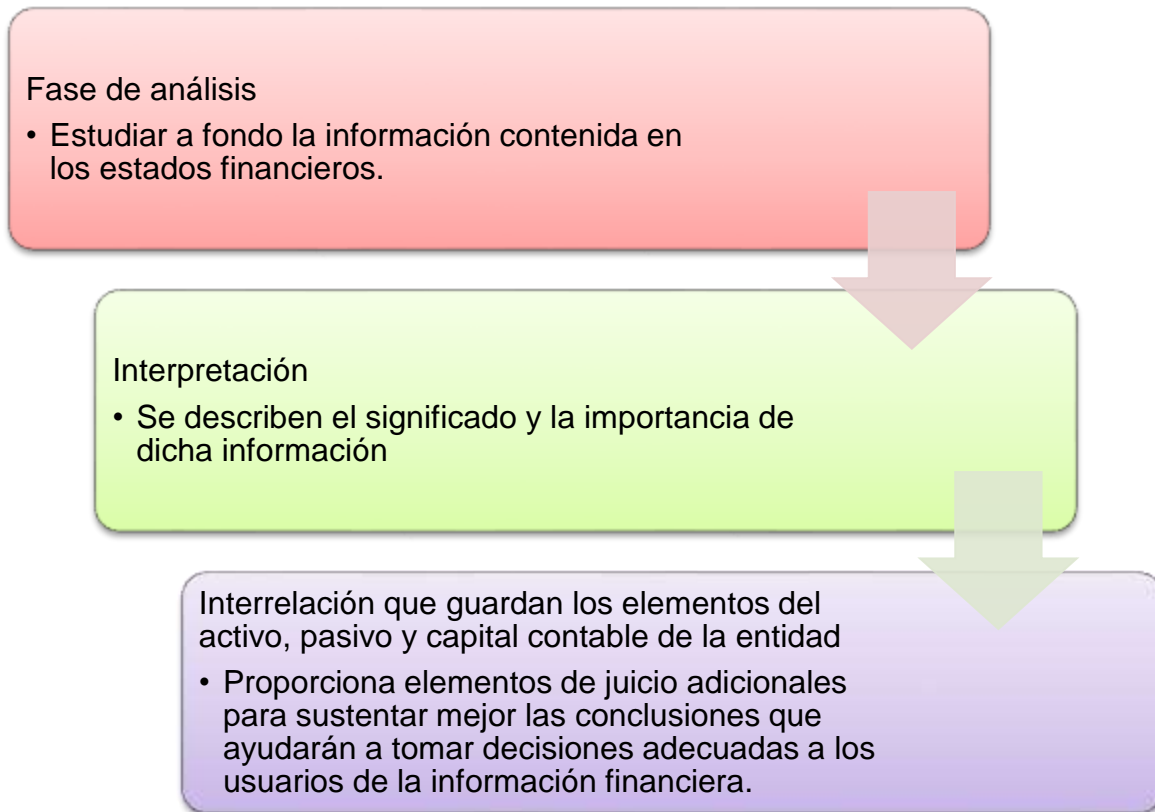 Fase de análisis
• Estudiar a fondo la información contenida en
los estados financieros.
Interpretación
• Se describen el significado y la importancia de
dicha información
Interrelación que guardan los elementos del
activo, pasivo y capital contable de la entidad
• Proporciona elementos de juicio adicionales
para sustentar mejor las conclusiones que
ayudarán a tomar decisiones adecuadas a los
usuarios de la información financiera.